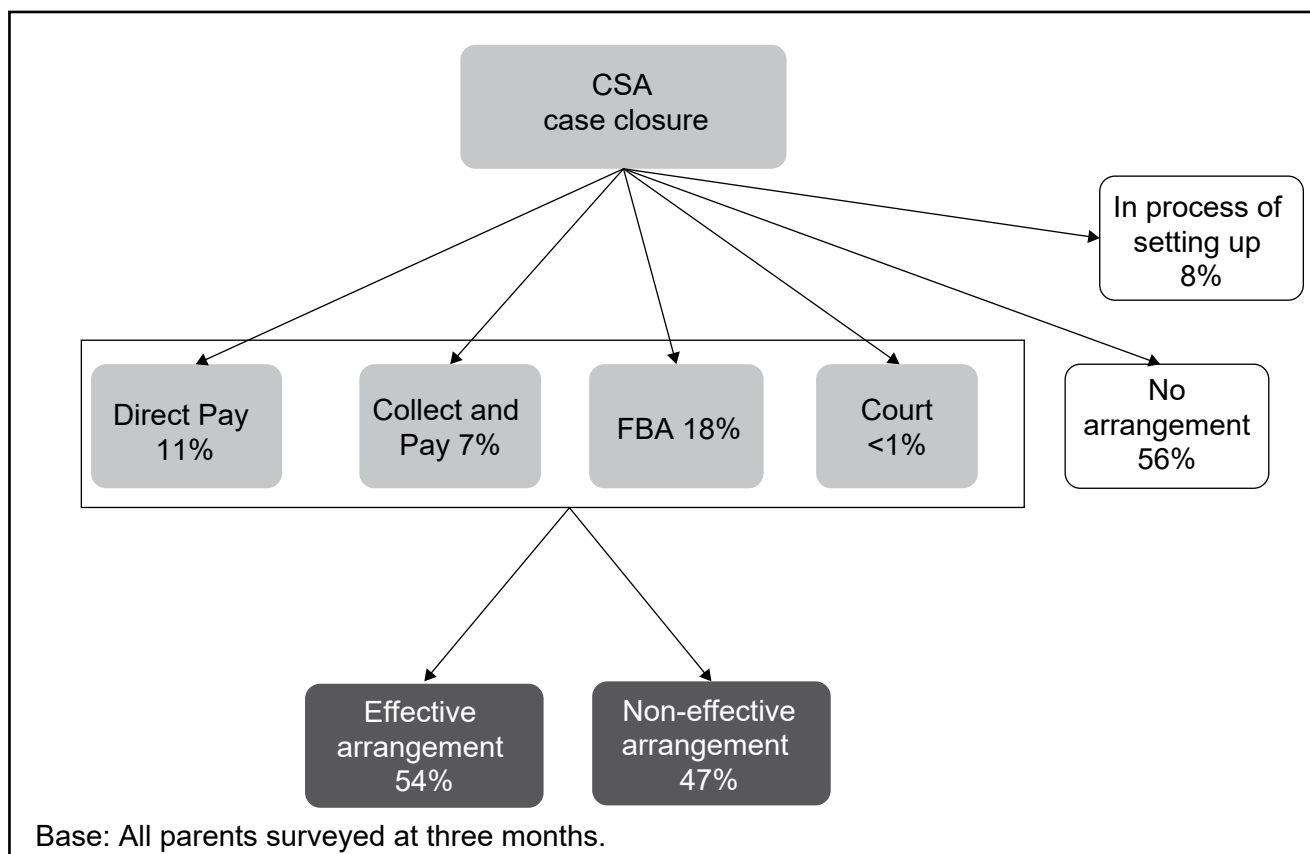 CSA
case closure
In process of
setting up
8%
Direct Pay
11%
Collect and
Pay 7%
FBA 18%
Court
<1%
No
arrangement
56%
Effective
arrangement
54%
Non-effective
arrangement
47%
Base: All parents surveyed at three months.